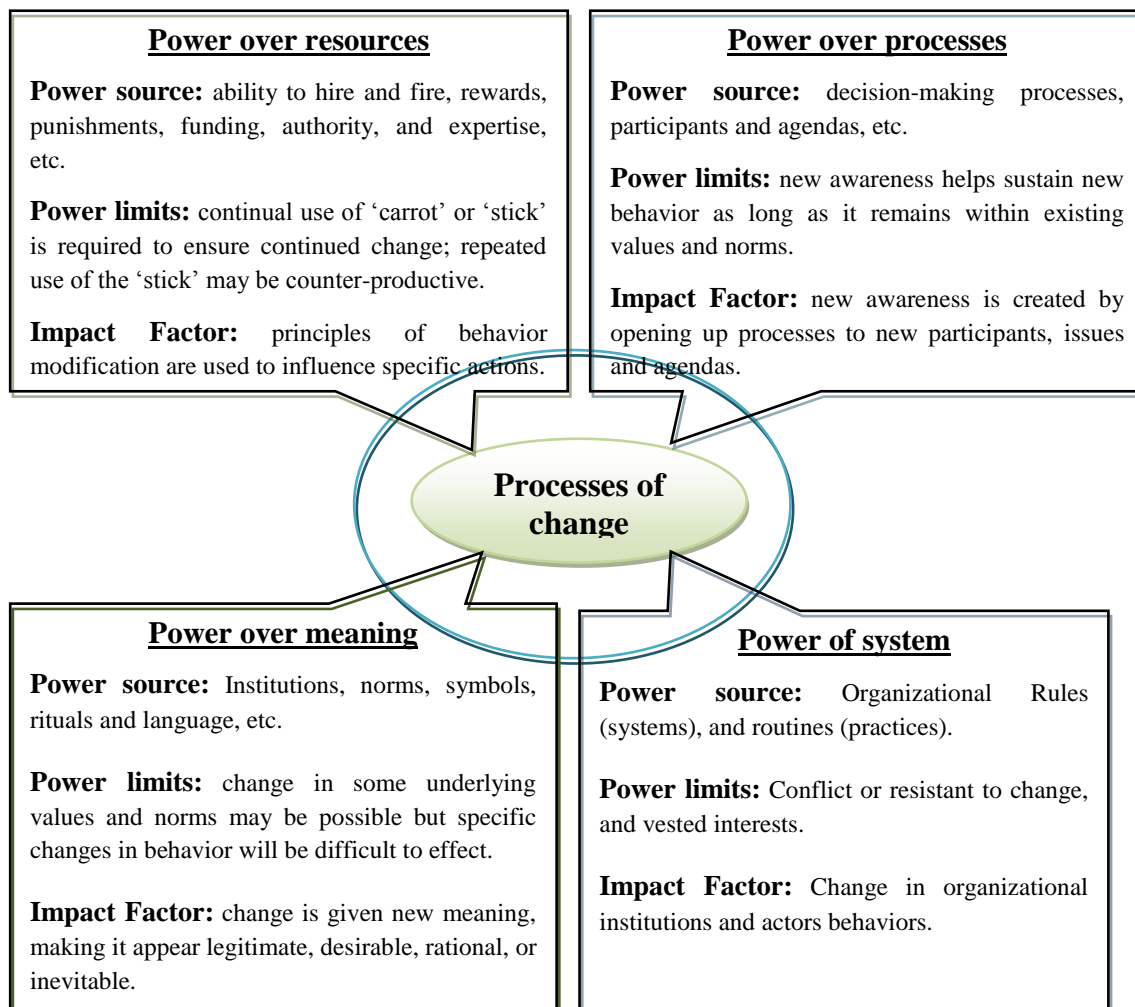 Power over resources
Power source: ability to hire and fire, rewards,
punishments, funding, authority, and expertise,
etc.
Power limits: continual use of ‘carrot’ or ‘stick’
is required to ensure continued change; repeated
use of the ‘stick’ may be counter-productive.
Impact Factor: principles of behavior
modification are used to influence specific actions.
Power over processes
Power source: decision-making processes,
participants and agendas, etc.
Power limits: new awareness helps sustain new
behavior as long as it remains within existing
values and norms.
Impact Factor: new awareness is created by
opening up processes to new participants, issues
and agendas.
Processes of
change
Power over meaning
Power source: Institutions, norms, symbols,
rituals and language, etc.
Power limits: change in some underlying
values and norms may be possible but specific
changes in behavior will be difficult to effect.
Impact Factor: change is given new meaning,
making it appear legitimate, desirable, rational, or
inevitable.
Power of system
Power source: Organizational Rules
(systems), and routines (practices).
Power limits: Conflict or resistant to change,
and vested interests.
Impact Factor: Change in organizational
institutions and actors behaviors.